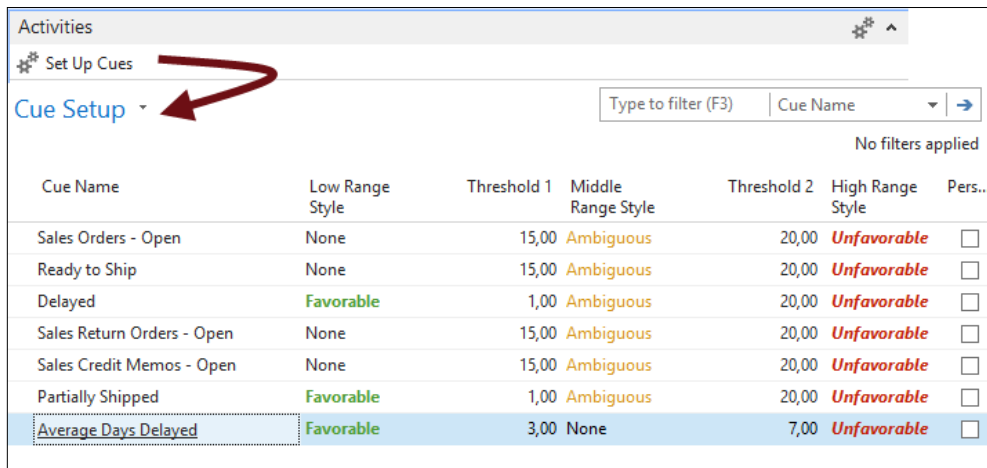 Activities
Set Up Cues
Cue Setup
Type to filter (F3) Cue Name
No filters applied
Cue Name Low Range Style Threshold 1 Middle Range Style Threshold 2 High Range Style Pers..
Sales Orders - Open None 15,00 Ambiguous 20,00 Unfavorable
Ready to Ship None 15,00 Ambiguous 20,00 Unfavorable
Delayed Favorable 1,00 Ambiguous 20,00 Unfavorable
Sales Return Orders - Open None 15,00 Ambiguous 20,00 Unfavorable
Sales Credit Memos - Open None 15,00 Ambiguous 20,00 Unfavorable
Partially Shipped Favorable 1,00 Ambiguous 20,00 Unfavorable
Average Days Delayed Favorable 3,00 None 7,00 Unfavorable